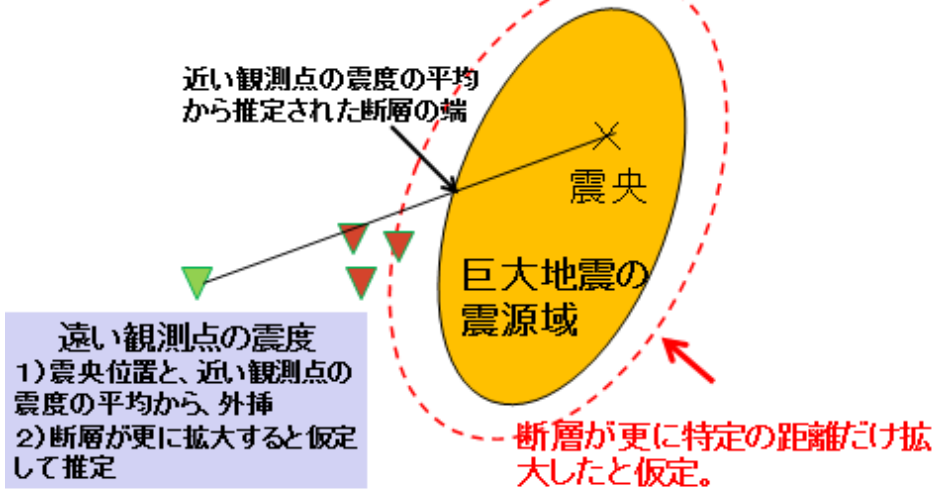 近い観測点の震度の平均
から推定された断層の端
震央
巨大地震の
震源域
遠い観測点の震度
1)震央位置と、近い観測点の
震度の平均から、外挿
2)断層が更に拡大すると仮定
して推定
断層が更に特定の距離だけ拡
大したと仮定。